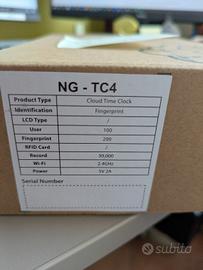 NG - TC4
Product Type Cloud Time Clock
Identification Fingerprint
LCD Type /
User 100
Fingerprint 200
RFID Card /
Record 30,000
Wi-Fi 2.4GHz
Power 5V 2A
Serial Number
subito